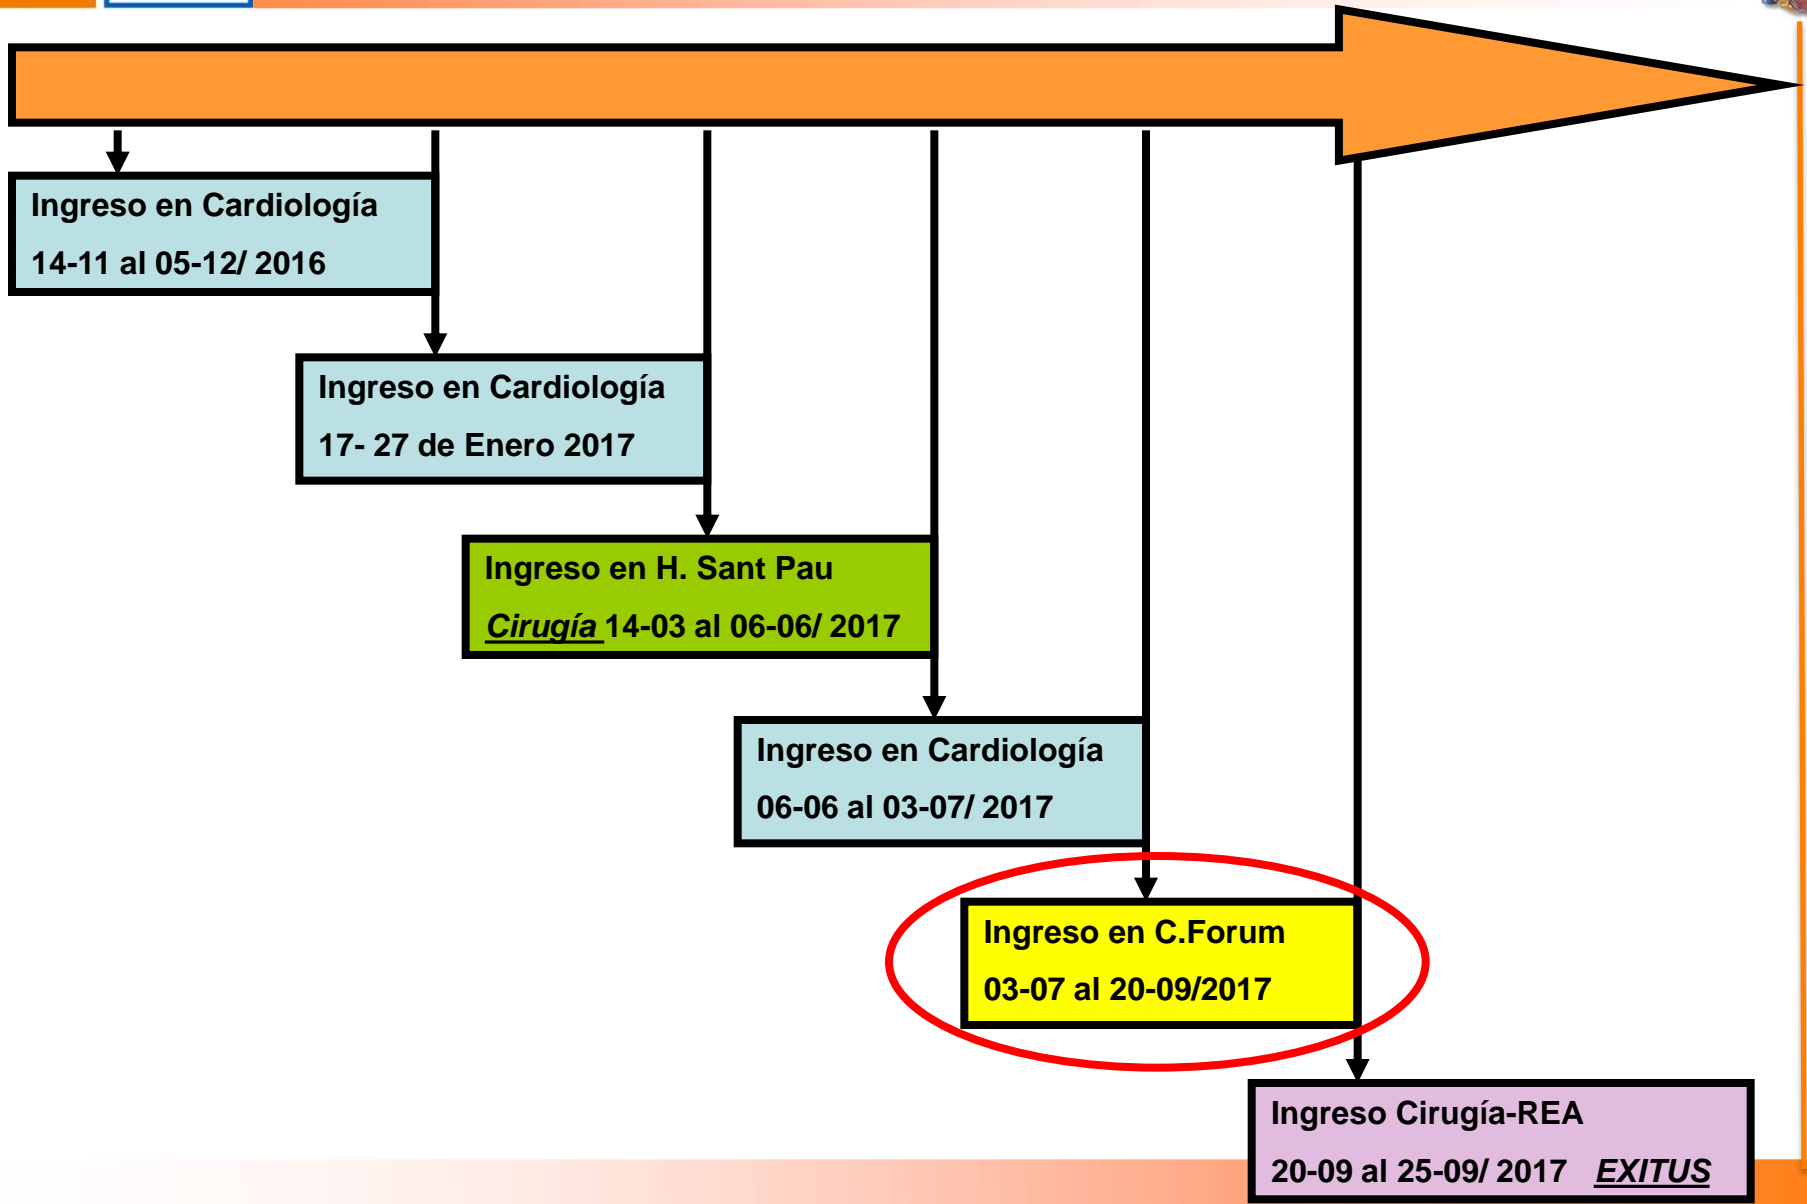 Ingreso en Cardiología
14-11 al 05-12/ 2016
Ingreso en Cardiología
17- 27 de Enero 2017
Ingreso en H. Sant Pau
Cirugía 14-03 al 06-06/ 2017
Ingreso en Cardiología
06-06 al 03-07/ 2017
Ingreso en C.Forum
03-07 al 20-09/2017
Ingreso Cirugía-REA
20-09 al 25-09/ 2017 EXITUS